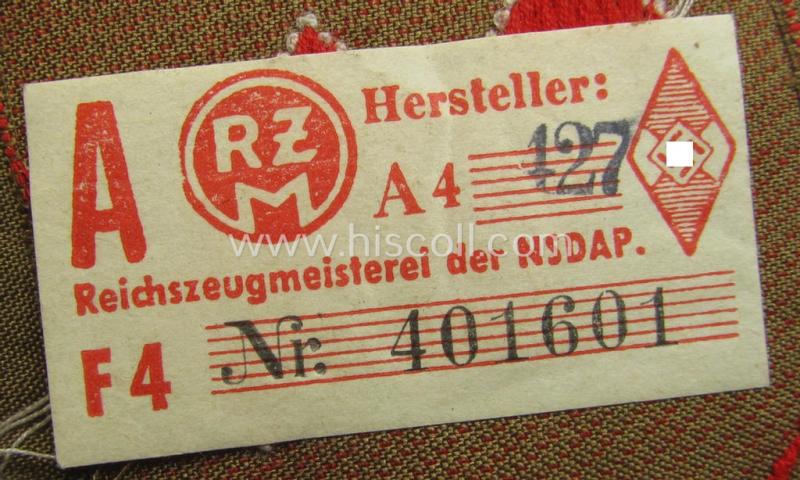 A RZM Hersteller:
A 4 427
Reichszeugmeisterei der NSDAP.
www.hiscoll.com
F 4 Nr. 401601